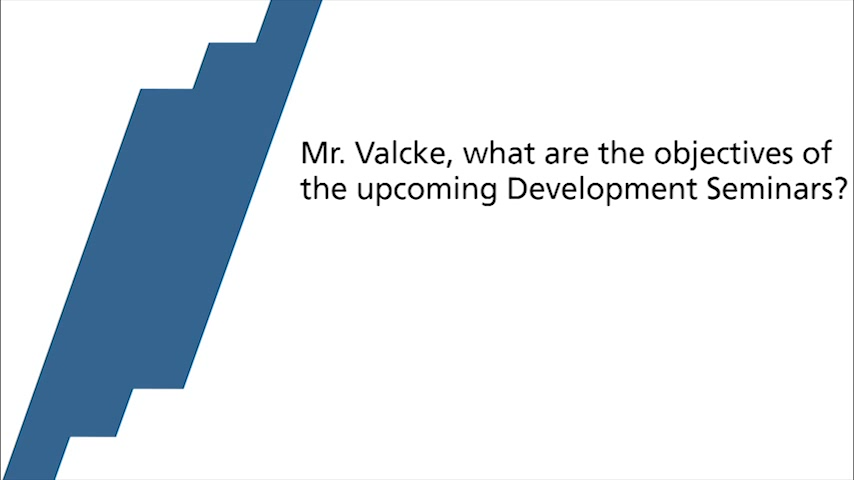 Mr. Valcke, what are the objectives of
the upcoming Development Seminars?